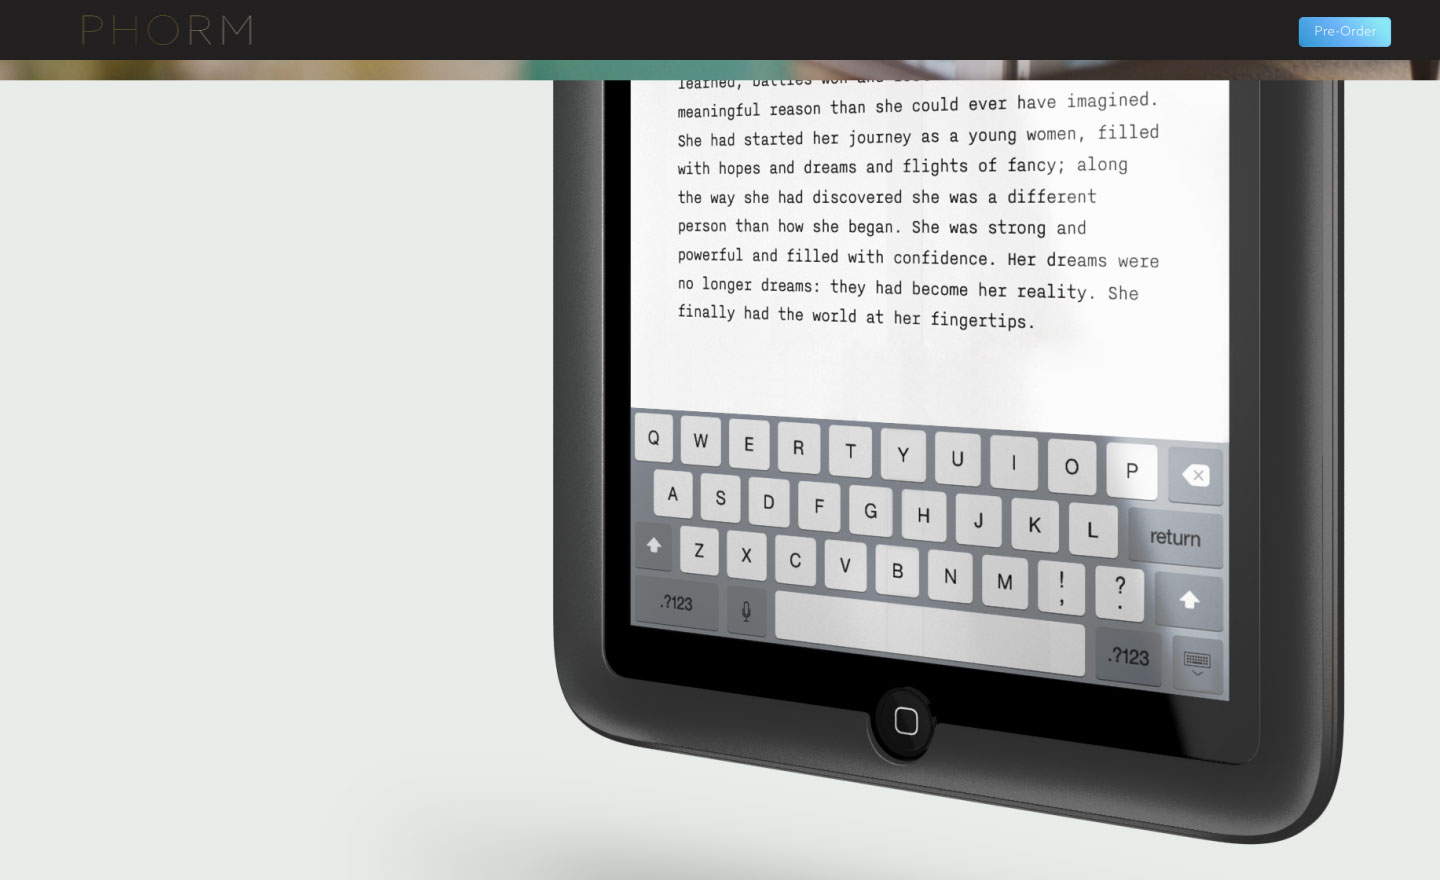 PHORM
Pre-Order
learned, battles won and
meaningful reason than she could ever have imagined.
She had started her journey as a young women, filled
with hopes and dreams and flights of fancy; along
the way she had discovered she was a different
person than how she began. She was strong and
powerful and filled with confidence. Her dreams were
no longer dreams: they had become her reality. She
finally had the world at her fingertips.
Q W E R T Y U I O P
A S D F G H J K L return
Z X C V B N M ! , ? .
.?123 .?123